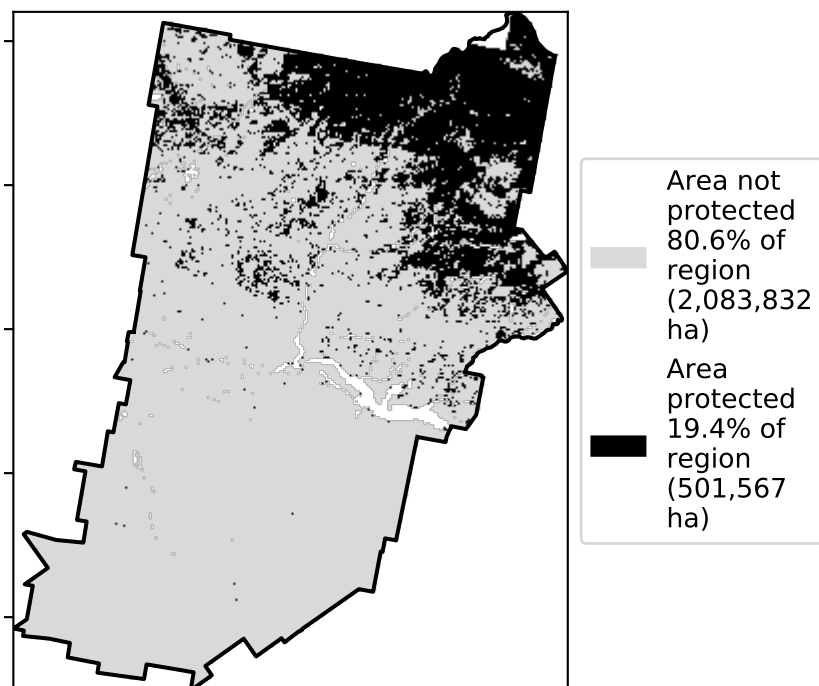 Area not
protected
80.6% of
region
(2,083,832
ha)
Area
protected
19.4% of
region
(501,567
ha)